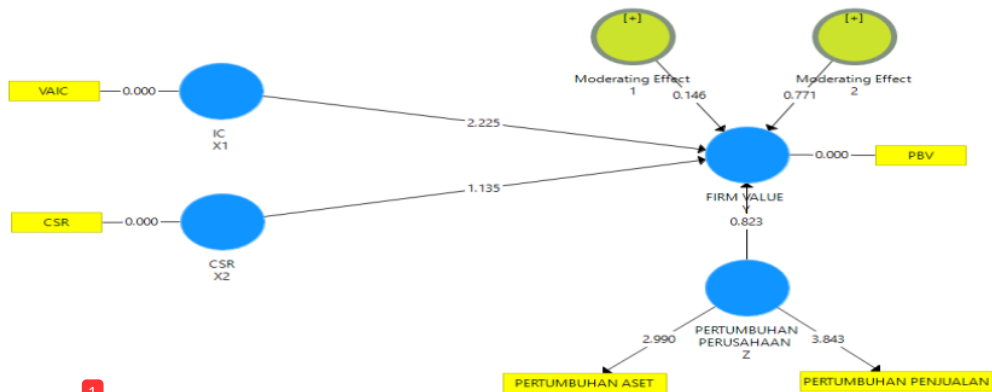 [+]
[+]
Moderating Effect
1
Moderating Effect
2
0.146
0.771
VAIC
0.000
IC
X1
2.225
0.000
PBV
FIRM VALUE
Y
1.135
CSR
0.000
CSR
X2
0.823
PERTUMBUHAN
PERUSAHAAN
Z
2.990
3.843
PERTUMBUHAN ASET
PERTUMBUHAN PENJUALAN
1